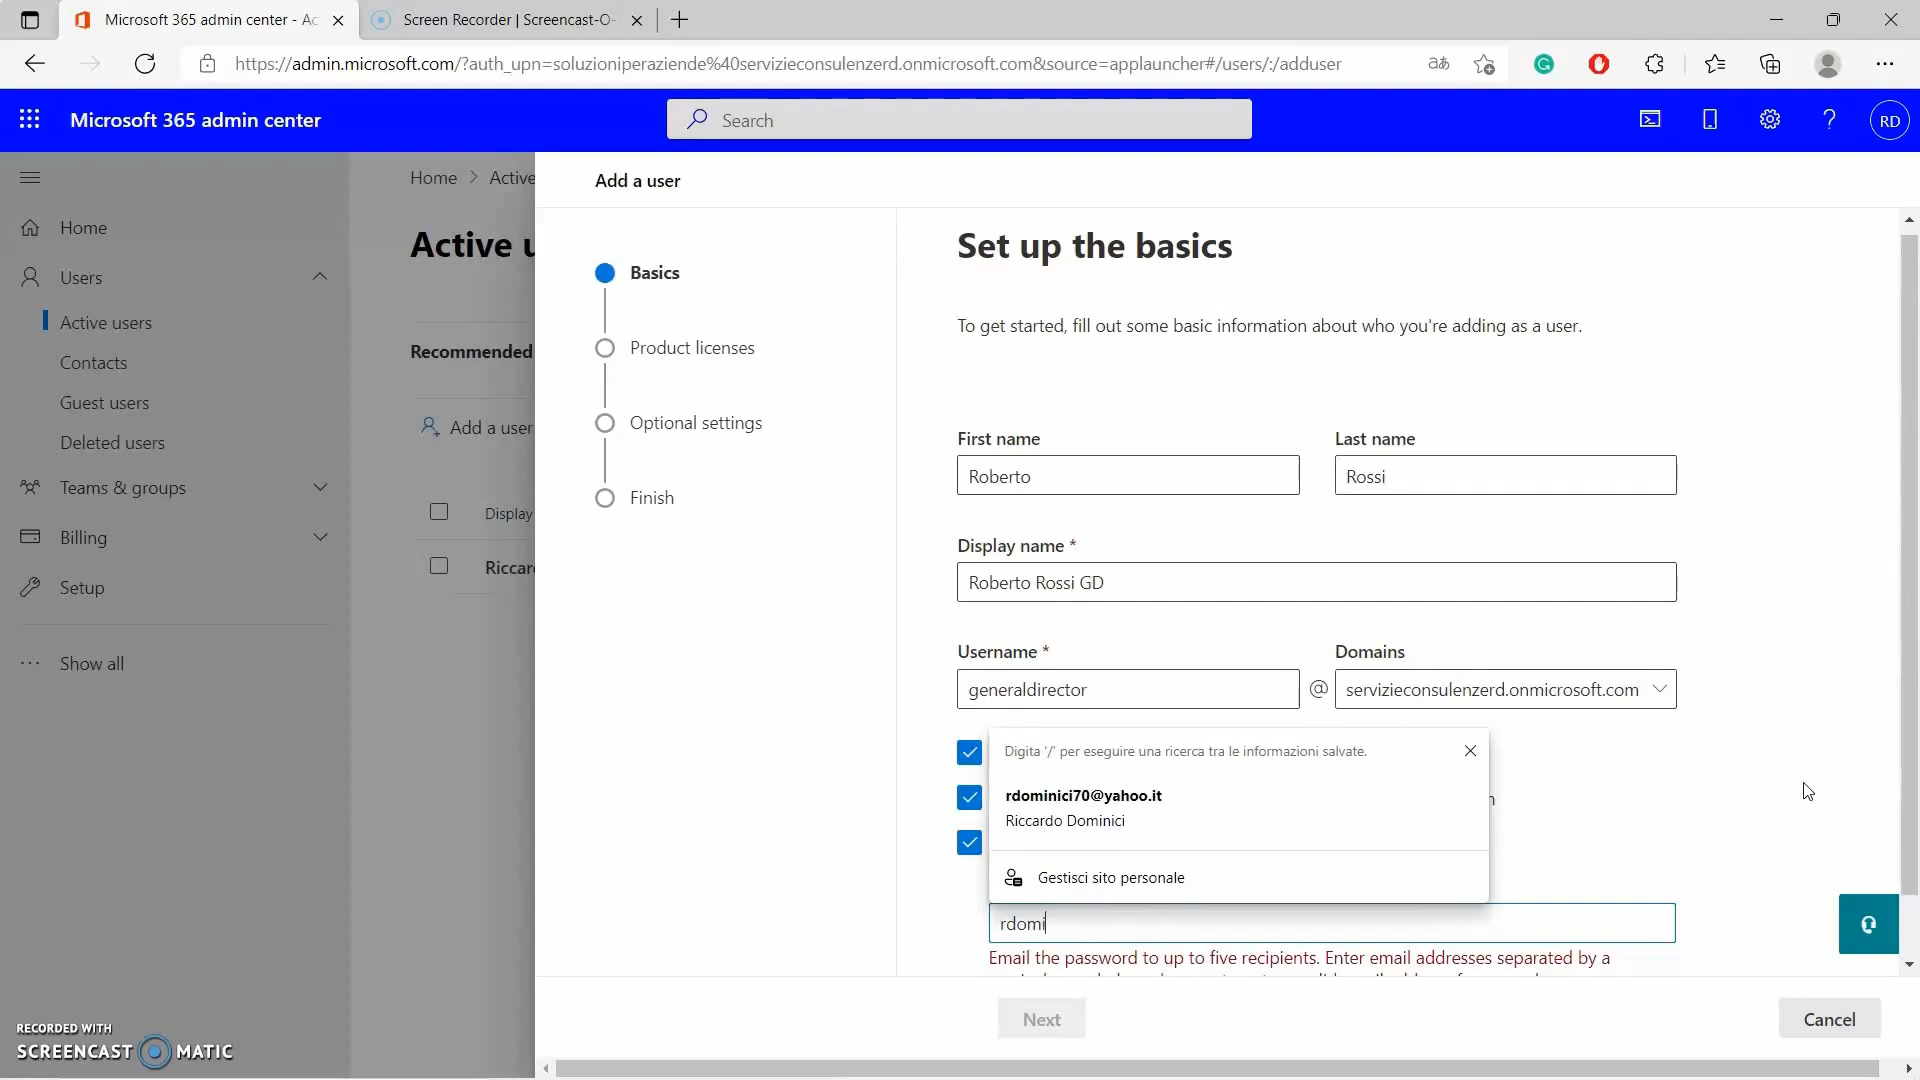 Microsoft 365 admin center - Ac
Screen Recorder | Screencast-O-
https://admin.microsoft.com/?auth_upn=soluzioniperaziende%40servizieconsulenzerd.onmicrosoft.com&source=applauncher#/users/:/adduser
aあ
Microsoft 365 admin center
Search
?
RD
Home > Active
Add a user
Home
Users
Active users
Contacts
Guest users
Deleted users
Teams & groups
Billing
Setup
Show all
Active u
Recommended
Add a user
Display
Riccar
Basics
Product licenses
Optional settings
Finish
Set up the basics
To get started, fill out some basic information about who you're adding as a user.
First name
Last name
Roberto
Rossi
Display name *
Roberto Rossi GD
Username *
Domains
generaldirector
@
servizieconsulenzerd.onmicrosoft.com
Digita '/' per eseguire una ricerca tra le informazioni salvate.
rdominici70@yahoo.it
Riccardo Dominici
Gestisci sito personale
rdomi
Email the password to up to five recipients. Enter email addresses separated by a
Next
Cancel
RECORDED WITH
SCREENCAST MATIC